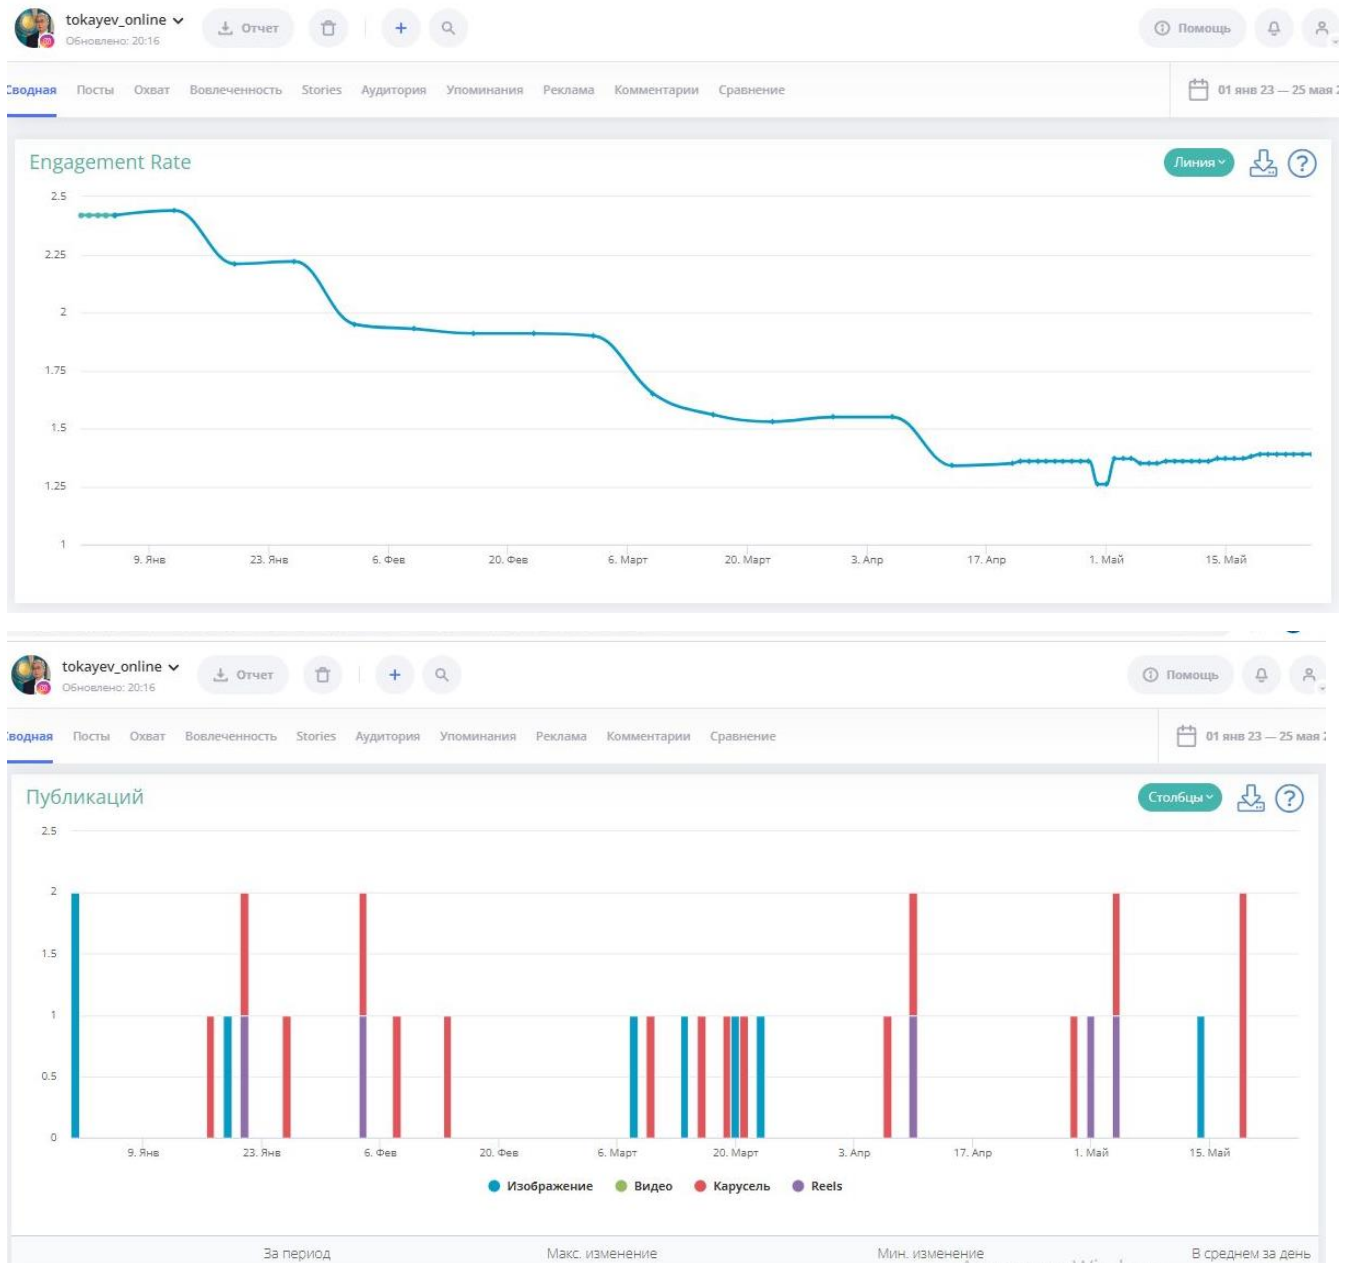 tokayev_online
Обновлено: 20:16
Отчет
Помощь
Сводная Посты Охват Вовлеченность Stories Аудитория Упоминания Реклама Комментарии Сравнение 01 янв 23 — 25 мая
Engagement Rate Линия
2.5
2.25
2
1.75
1.5
1.25
1
9. Янв 23. Янв 6. Фев 20. Фев 6. Март 20. Март 3. Апр 17. Апр 1. Май 15. Май
tokayev_online
Обновлено: 20:16
Отчет
Помощь
Сводная Посты Охват Вовлеченность Stories Аудитория Упоминания Реклама Комментарии Сравнение 01 янв 23 — 25 мая
Публикаций Столбцы
2.5
2
1.5
1
0.5
0
9. Янв 23. Янв 6. Фев 20. Фев 6. Март 20. Март 3. Апр 17. Апр 1. Май 15. Май
Изображение Видео Карусель Reels
За период Макс. изменение Мин. изменение В среднем за день